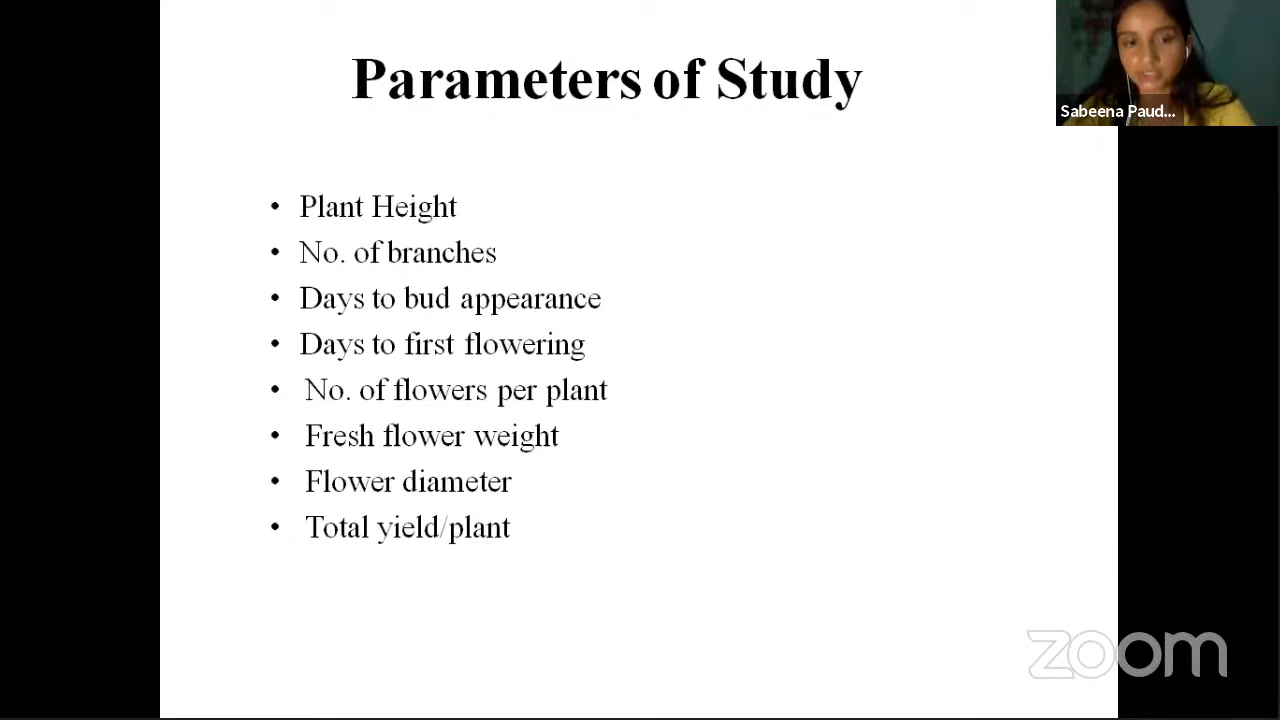 Parameters of Study
Sabeena Paud...
• Plant Height
• No. of branches
• Days to bud appearance
• Days to first flowering
• No. of flowers per plant
• Fresh flower weight
• Flower diameter
• Total yield/plant
zoom